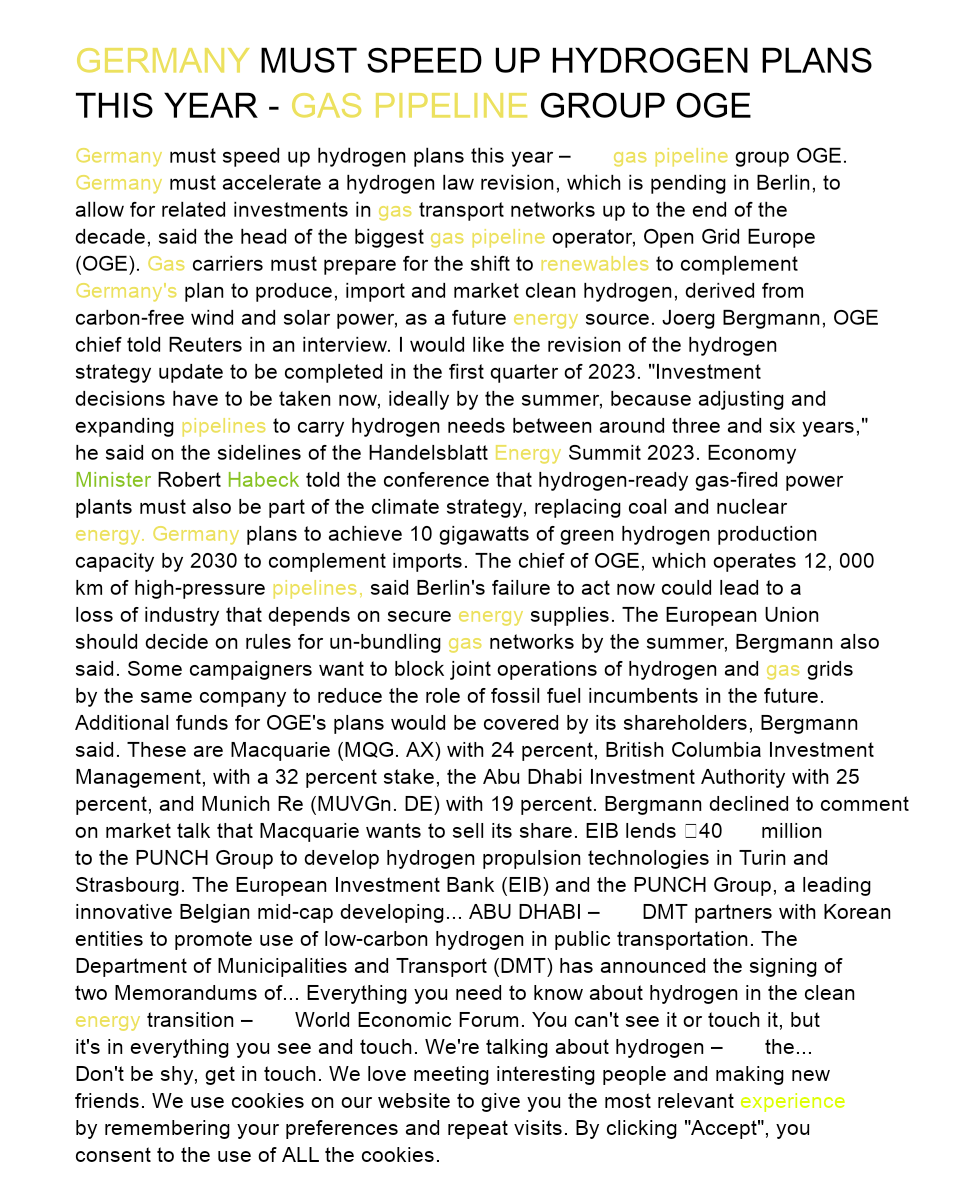 GERMANY MUST SPEED UP HYDROGEN PLANS
THIS YEAR - GAS PIPELINE GROUP OGE
Germany must speed up hydrogen plans this year – gas pipeline group OGE.
Germany must accelerate a hydrogen law revision, which is pending in Berlin, to
allow for related investments in gas transport networks up to the end of the
decade, said the head of the biggest gas pipeline operator, Open Grid Europe
(OGE). Gas carriers must prepare for the shift to renewables to complement
Germany's plan to produce, import and market clean hydrogen, derived from
carbon-free wind and solar power, as a future energy source. Joerg Bergmann, OGE
chief told Reuters in an interview. I would like the revision of the hydrogen
strategy update to be completed in the first quarter of 2023. "Investment
decisions have to be taken now, ideally by the summer, because adjusting and
expanding pipelines to carry hydrogen needs between around three and six years,"
he said on the sidelines of the Handelsblatt Energy Summit 2023. Economy
Minister Robert Habeck told the conference that hydrogen-ready gas-fired power
plants must also be part of the climate strategy, replacing coal and nuclear
energy. Germany plans to achieve 10 gigawatts of green hydrogen production
capacity by 2030 to complement imports. The chief of OGE, which operates 12, 000
km of high-pressure pipelines, said Berlin's failure to act now could lead to a
loss of industry that depends on secure energy supplies. The European Union
should decide on rules for un-bundling gas networks by the summer, Bergmann also
said. Some campaigners want to block joint operations of hydrogen and gas grids
by the same company to reduce the role of fossil fuel incumbents in the future.
Additional funds for OGE's plans would be covered by its shareholders, Bergmann
said. These are Macquarie (MQG. AX) with 24 percent, British Columbia Investment
Management, with a 32 percent stake, the Abu Dhabi Investment Authority with 25
percent, and Munich Re (MUVGn. DE) with 19 percent. Bergmann declined to comment
on market talk that Macquarie wants to sell its share. EIB lends 40 million
to the PUNCH Group to develop hydrogen propulsion technologies in Turin and
Strasbourg. The European Investment Bank (EIB) and the PUNCH Group, a leading
innovative Belgian mid-cap developing... ABU DHABI – DMT partners with Korean
entities to promote use of low-carbon hydrogen in public transportation. The
Department of Municipalities and Transport (DMT) has announced the signing of
two Memorandums of... Everything you need to know about hydrogen in the clean
energy transition – World Economic Forum. You can't see it or touch it, but
it's in everything you see and touch. We're talking about hydrogen – the...
Don't be shy, get in touch. We love meeting interesting people and making new
friends. We use cookies on our website to give you the most relevant experience
by remembering your preferences and repeat visits. By clicking "Accept", you
consent to the use of ALL the cookies.